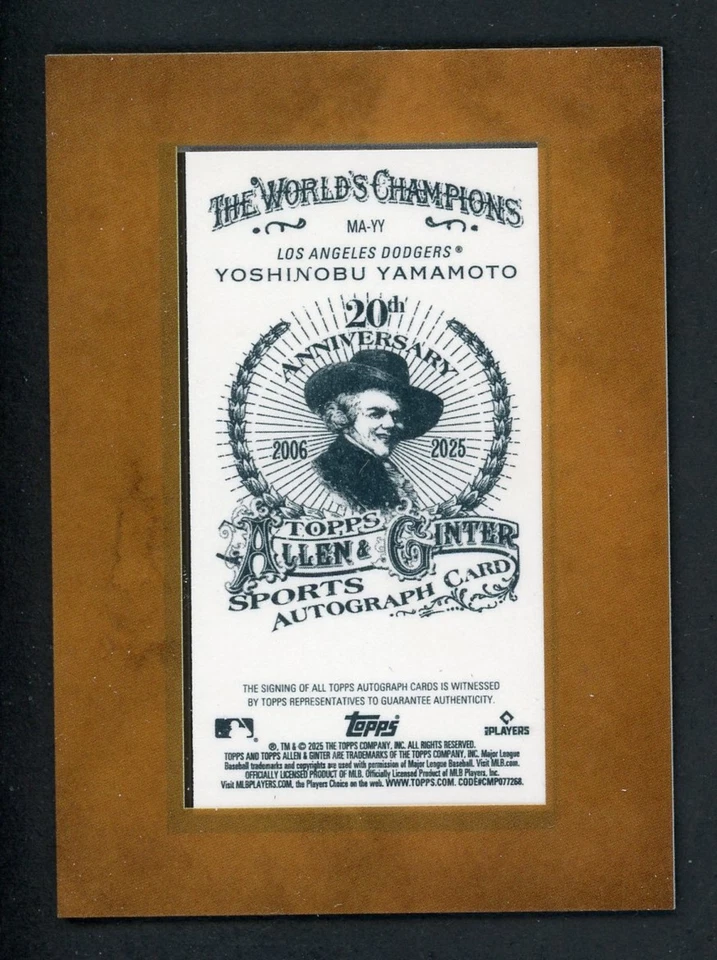 THE WORLD'S CHAMPIONS
MA-YY
LOS ANGELES DODGERS®
YOSHINOBU YAMAMOTO
20th
ANNIVERSARY
2006 2025
TOPPS
ALLEN & GINTER
SPORTS
AUTOGRAPH CARD
THE SIGNING OF ALL TOPPS AUTOGRAPH CARDS IS WITNESSED
BY TOPPS REPRESENTATIVES TO GUARANTEE AUTHENTICITY.
topps
PLAYERS
®, TM & © 2025 THE TOPPS COMPANY, INC. ALL RIGHTS RESERVED.
TOPPS AND TOPPS ALLEN & GINTER ARE TRADEMARKS OF THE TOPPS COMPANY, INC. Major League
Baseball trademarks and copyrights are used with permission of Major League Baseball. Visit MLB.com.
OFFICIALLY LICENSED PRODUCT OF MLB. Officially Licensed Product of MLB Players, Inc.
Visit MLBPLAYERS.COM, the Players Choice on the web. WWW.TOPPS.COM. CODE#CMP077268.